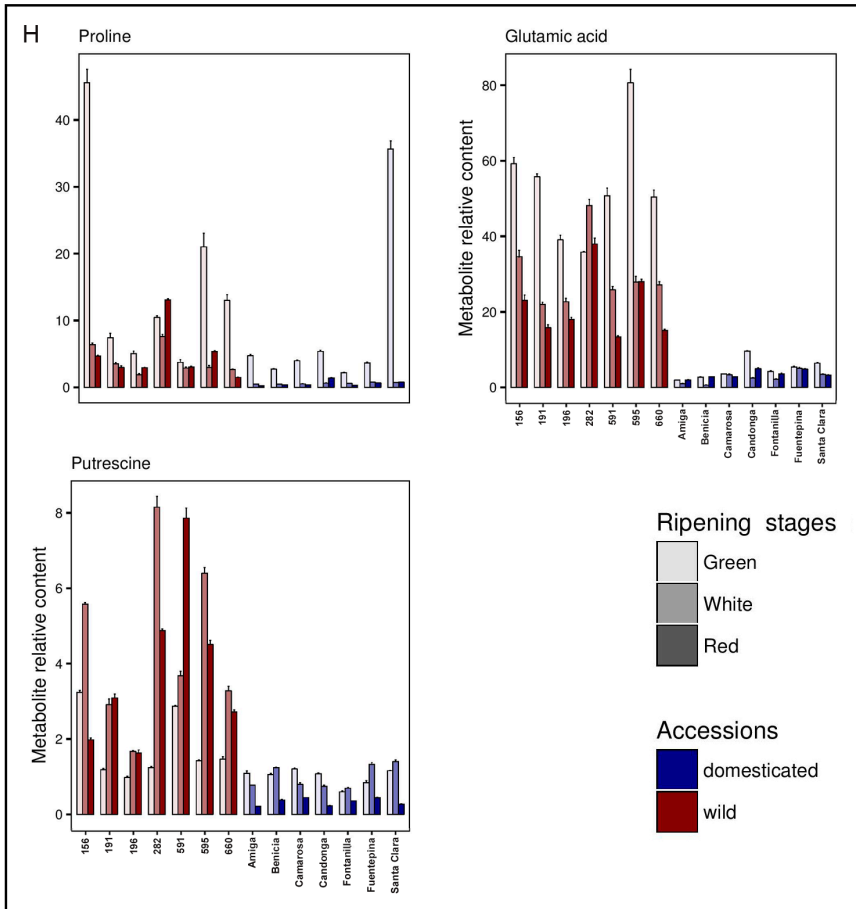 H
Proline
40
30
20
10
0
Glutamic acid
Metabolite relative content
80
60
40
20
0
156
191
196
282
591
595
660
Amiga
Benicia
Camarosa
Candonga
Fontanilla
Fuentepina
Santa Clara
Putrescine
Metabolite relative content
8
6
4
2
0
156
191
196
282
591
595
660
Amiga
Benicia
Camarosa
Candonga
Fontanilla
Fuentepina
Santa Clara
Ripening stages
Green
White
Red
Accessions
domesticated
wild